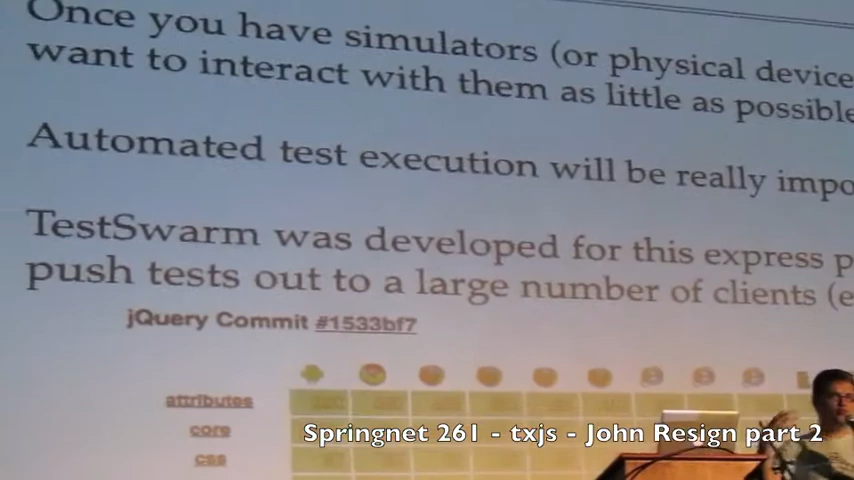 Once you have simulators (or physical device
want to interact with them as little as possible
Automated test execution will be really impo
TestSwarm was developed for this express p
push tests out to a large number of clients (e
jQuery Commit #1533bf7
attributes
core
css
Springnet 261 - txjs - John Resign part 2